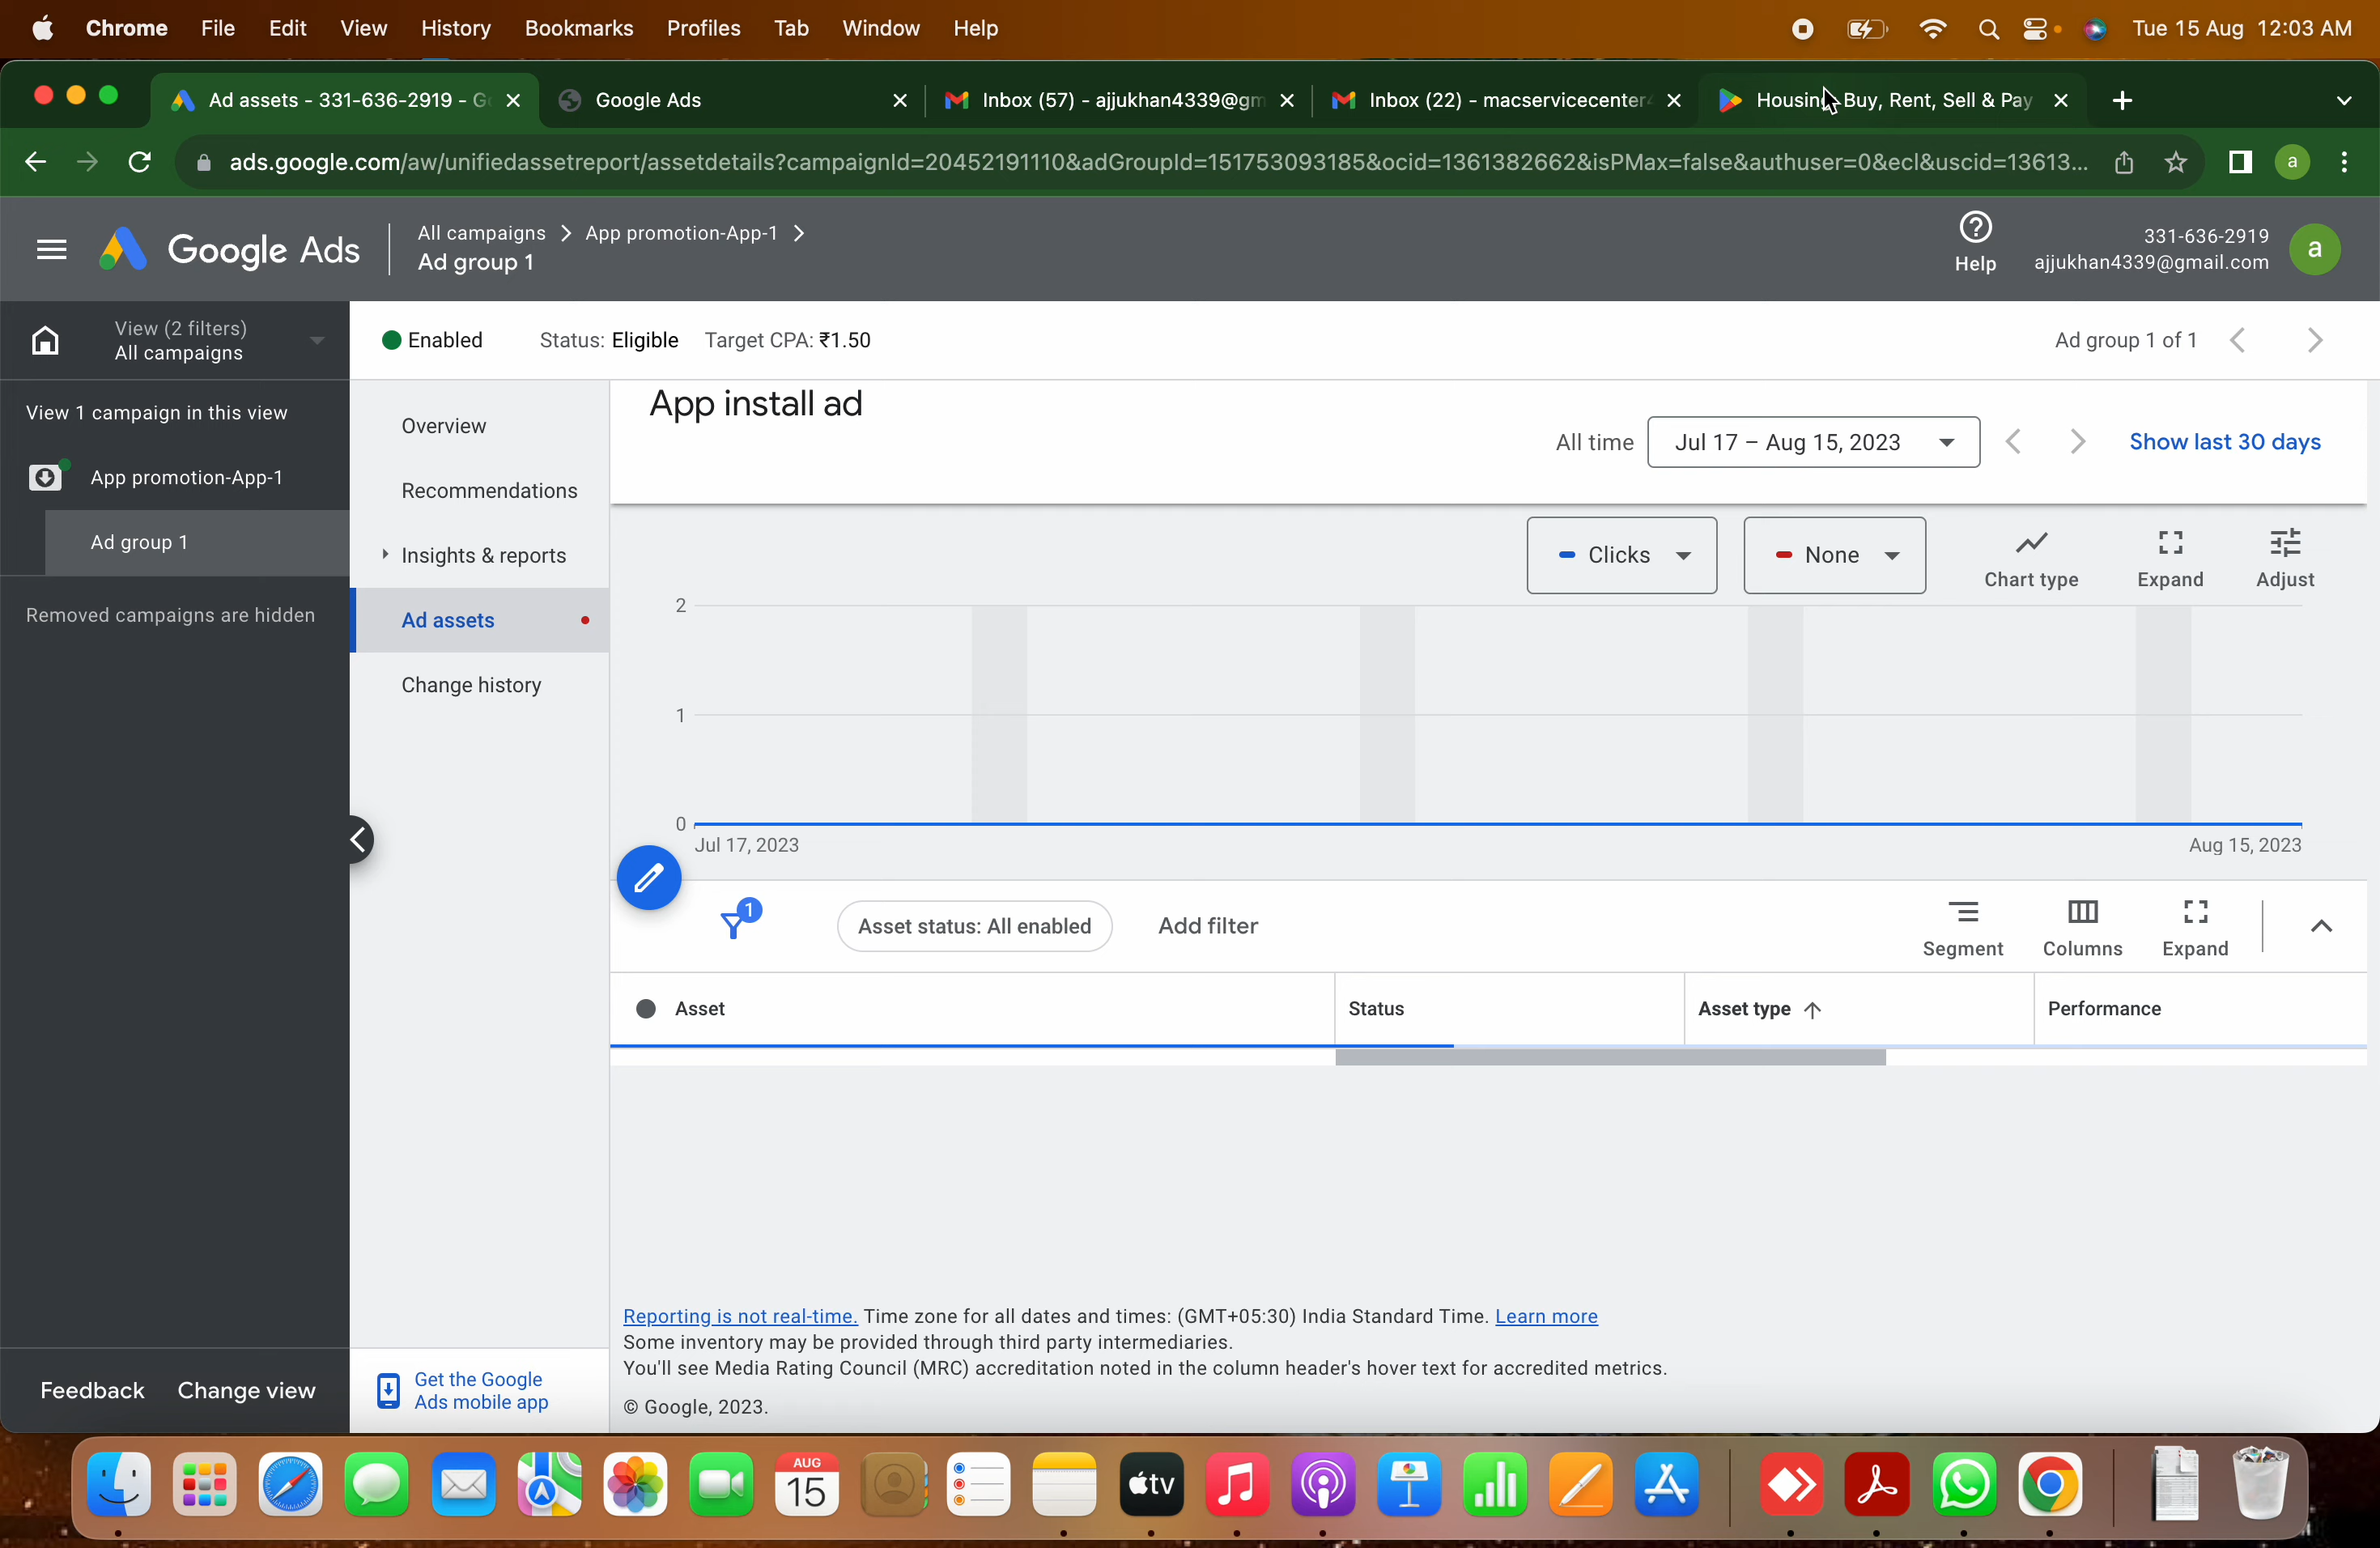 Chrome File Edit View History Bookmarks Profiles Tab Window Help Tue 15 Aug 12:03 AM
Ad assets - 331-636-2919 - Go Google Ads Inbox (57) - ajjukhan4339@gm Inbox (22) - macservicecenter4 Housing Buy, Rent, Sell & Pay
ads.google.com/aw/unifiedassetreport/assetdetails?campaignId=20452191110&adGroupId=151753093185&ocid=1361382662&isPMax=false&authuser=0&ecl&uscid=13613... a
Google Ads
All campaigns > App promotion-App-1 >
Ad group 1
Help
331-636-2919
ajjukhan4339@gmail.com
a
View (2 filters)
All campaigns
Enabled Status: Eligible Target CPA: ₹1.50 Ad group 1 of 1
View 1 campaign in this view
App promotion-App-1
Ad group 1
Removed campaigns are hidden
Overview
Recommendations
Insights & reports
Ad assets
Change history
App install ad
All time Jul 17 – Aug 15, 2023 Show last 30 days
Clicks None Chart type Expand Adjust
2
1
0
Jul 17, 2023 Aug 15, 2023
1 Asset status: All enabled Add filter Segment Columns Expand
Asset Status Asset type Performance
Reporting is not real-time. Time zone for all dates and times: (GMT+05:30) India Standard Time. Learn more
Some inventory may be provided through third party intermediaries.
You'll see Media Rating Council (MRC) accreditation noted in the column header's hover text for accredited metrics.
© Google, 2023.
Feedback Change view
Get the Google
Ads mobile app
AUG
15
tv